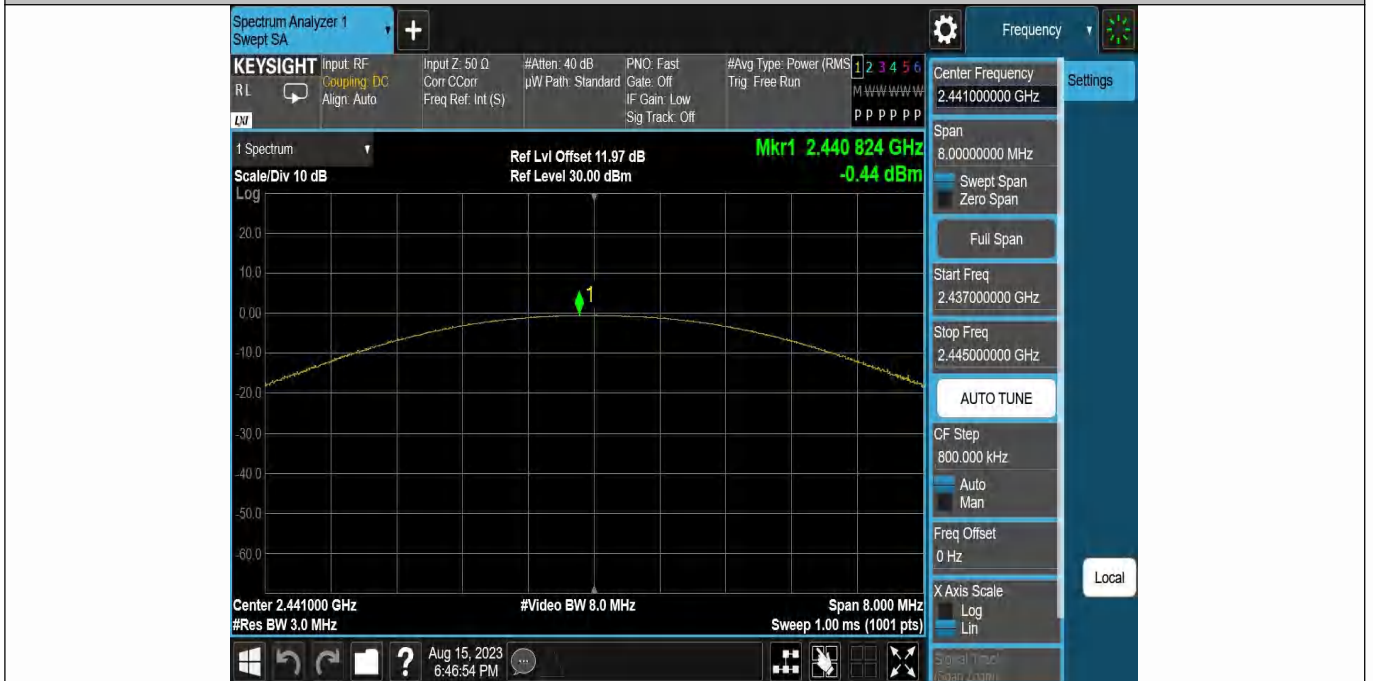 Spectrum Analyzer 1
Swept SA
+
Frequency
KEYSIGHT
RL
LXI
Input: RF
Coupling: DC
Align: Auto
Input Z: 50 Ω
Corr CCorr
Freq Ref: Int (S)
#Atten: 40 dB
µW Path: Standard
PNO: Fast
Gate: Off
IF Gain: Low
Sig Track: Off
#Avg Type: Power (RMS
Trig: Free Run
1 2 3 4 5 6
M W W W W W
P P P P P P
1 Spectrum
Scale/Div 10 dB
Log
Ref Lvl Offset 11.97 dB
Ref Level 30.00 dBm
Mkr1 2.440 824 GHz
-0.44 dBm
20.0
10.0
0.00
-10.0
-20.0
-30.0
-40.0
-50.0
-60.0
1
Center 2.441000 GHz
#Res BW 3.0 MHz
#Video BW 8.0 MHz
Span 8.000 MHz
Sweep 1.00 ms (1001 pts)
Center Frequency
2.441000000 GHz
Settings
Span
8.00000000 MHz
Swept Span
Zero Span
Full Span
Start Freq
2.437000000 GHz
Stop Freq
2.445000000 GHz
AUTO TUNE
CF Step
800.000 kHz
Auto
Man
Freq Offset
0 Hz
X Axis Scale
Log
Lin
Local
Signal Track
(Span Zoom)
?
Aug 15, 2023
6:46:54 PM